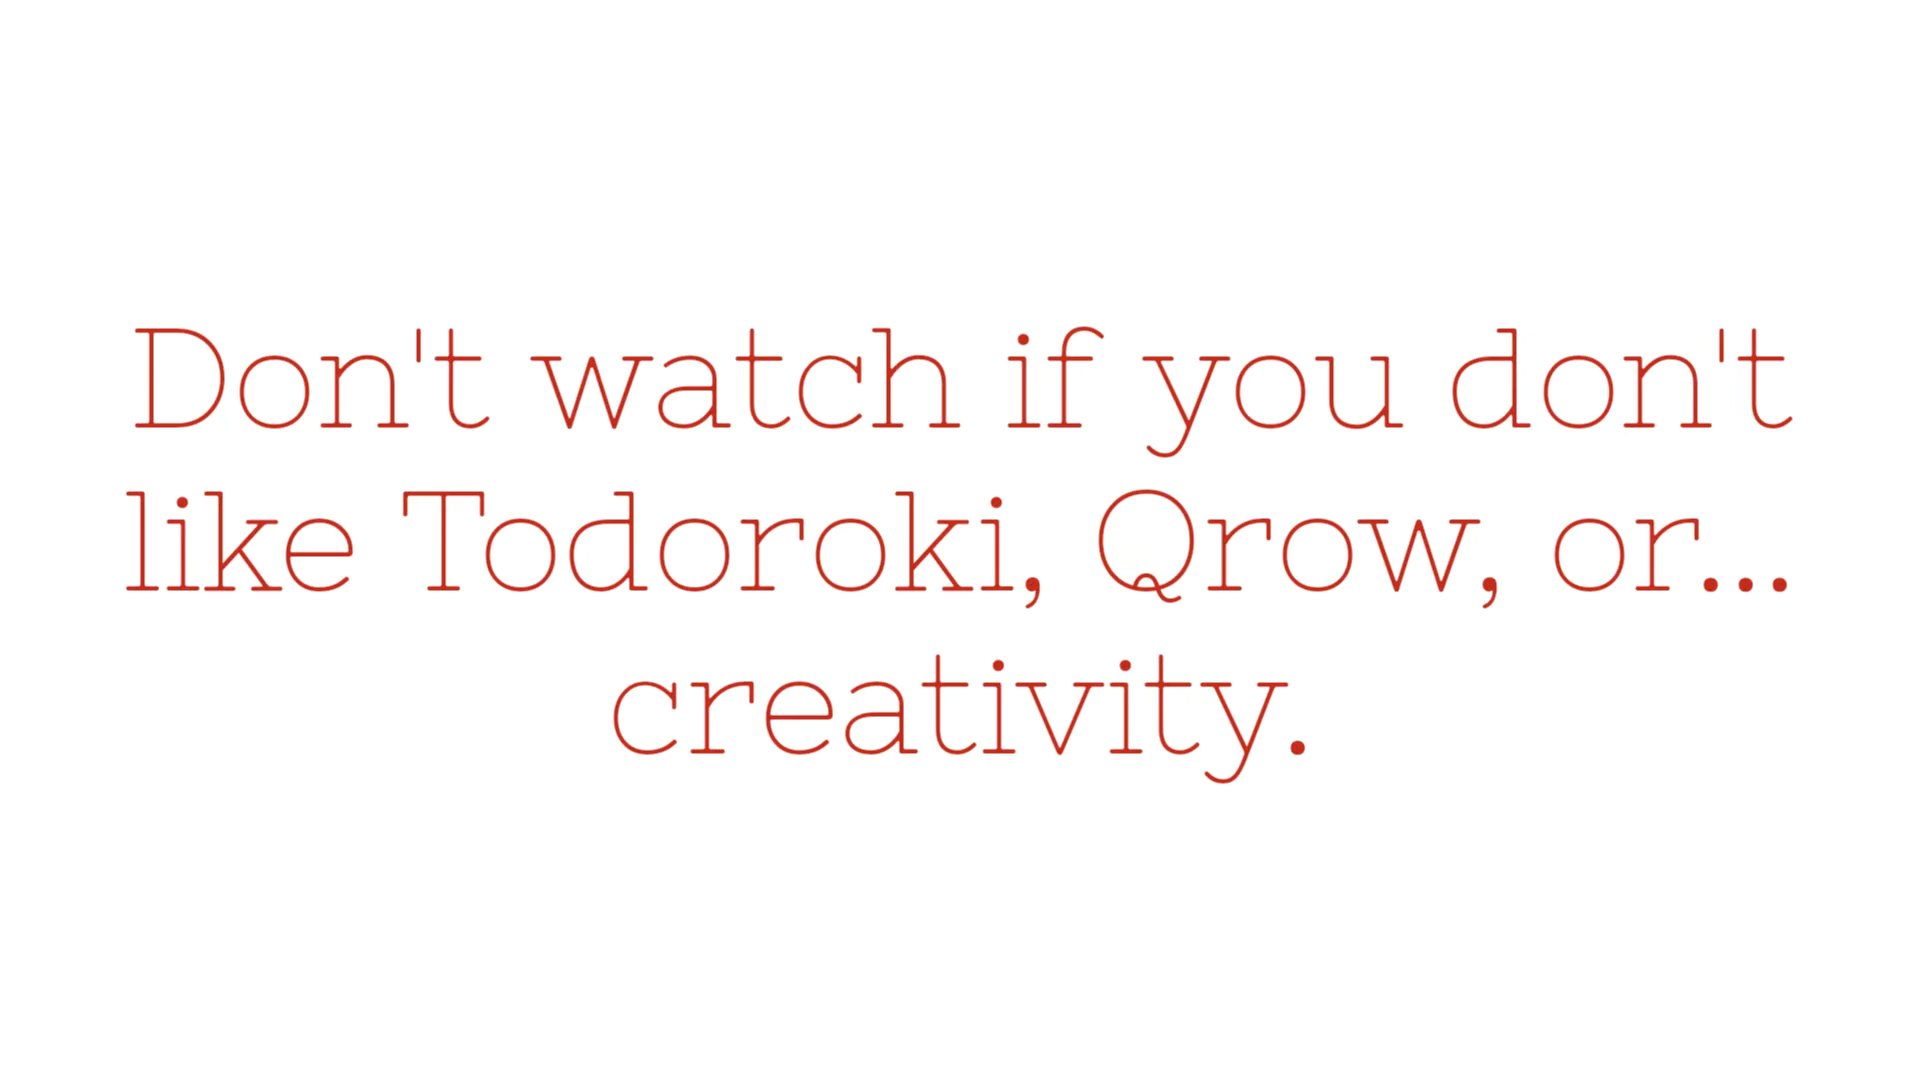 Don't watch if you don't
like Todoroki, Qrow, or...
creativity.